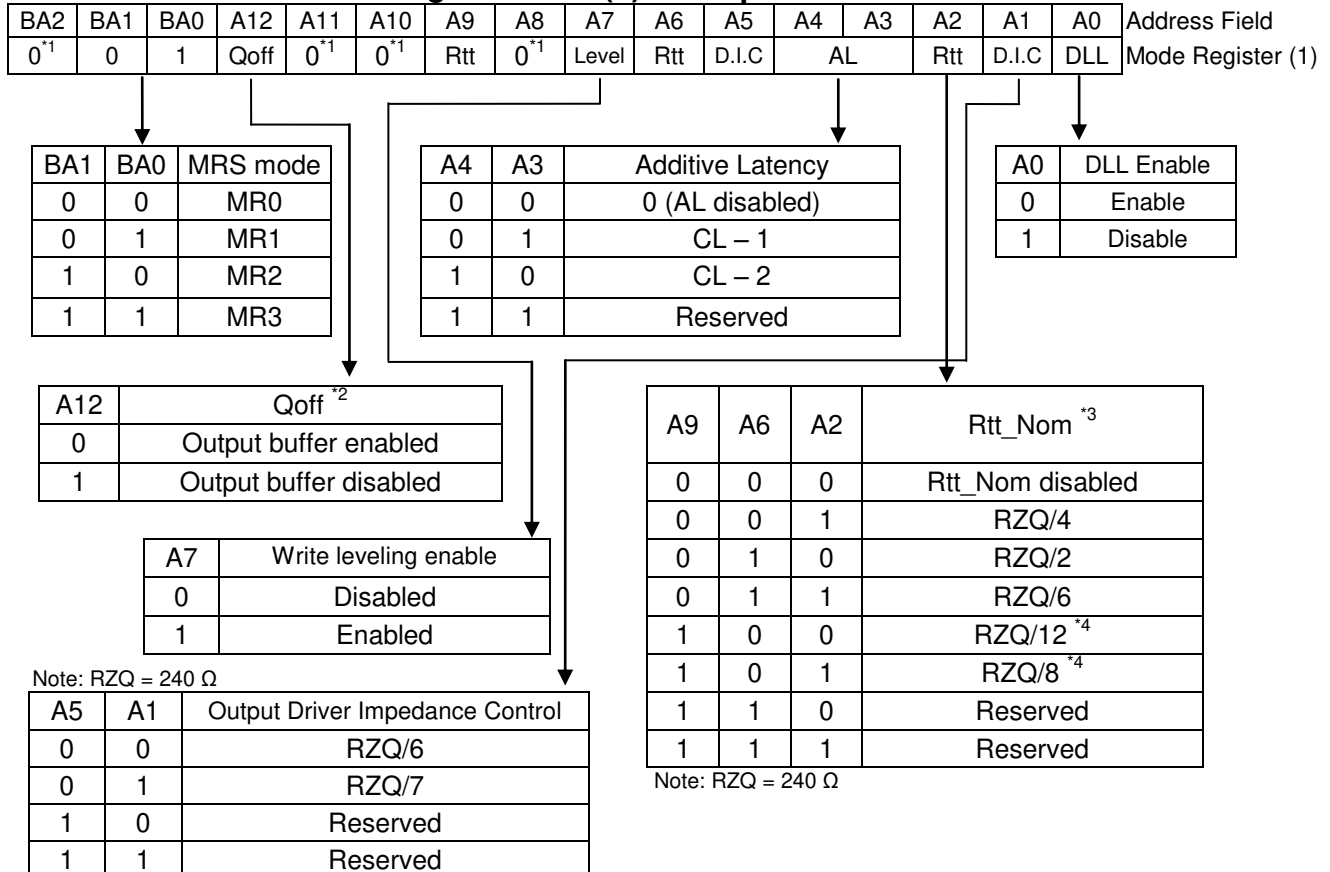 BA2 BA1 BA0 A12 A11 A10 A9 A8 A7 A6 A5 A4 A3 A2 A1 A0 Address Field
0*1 0 1 Qoff 0*1 0*1 Rtt 0*1 Level Rtt D.I.C AL Rtt D.I.C DLL Mode Register (1)
BA1 BA0 MRS mode
0 0 MR0
0 1 MR1
1 0 MR2
1 1 MR3
A4 A3 Additive Latency
0 0 0 (AL disabled)
0 1 CL – 1
1 0 CL – 2
1 1 Reserved
A0 DLL Enable
0 Enable
1 Disable
A12 Qoff *2
0 Output buffer enabled
1 Output buffer disabled
A7 Write leveling enable
0 Disabled
1 Enabled
A9 A6 A2 Rtt_Nom *3
0 0 0 Rtt_Nom disabled
0 0 1 RZQ/4
0 1 0 RZQ/2
0 1 1 RZQ/6
1 0 0 RZQ/12 *4
1 0 1 RZQ/8 *4
1 1 0 Reserved
1 1 1 Reserved
Note: RZQ = 240 Ω
Note: RZQ = 240 Ω
A5 A1 Output Driver Impedance Control
0 0 RZQ/6
0 1 RZQ/7
1 0 Reserved
1 1 Reserved